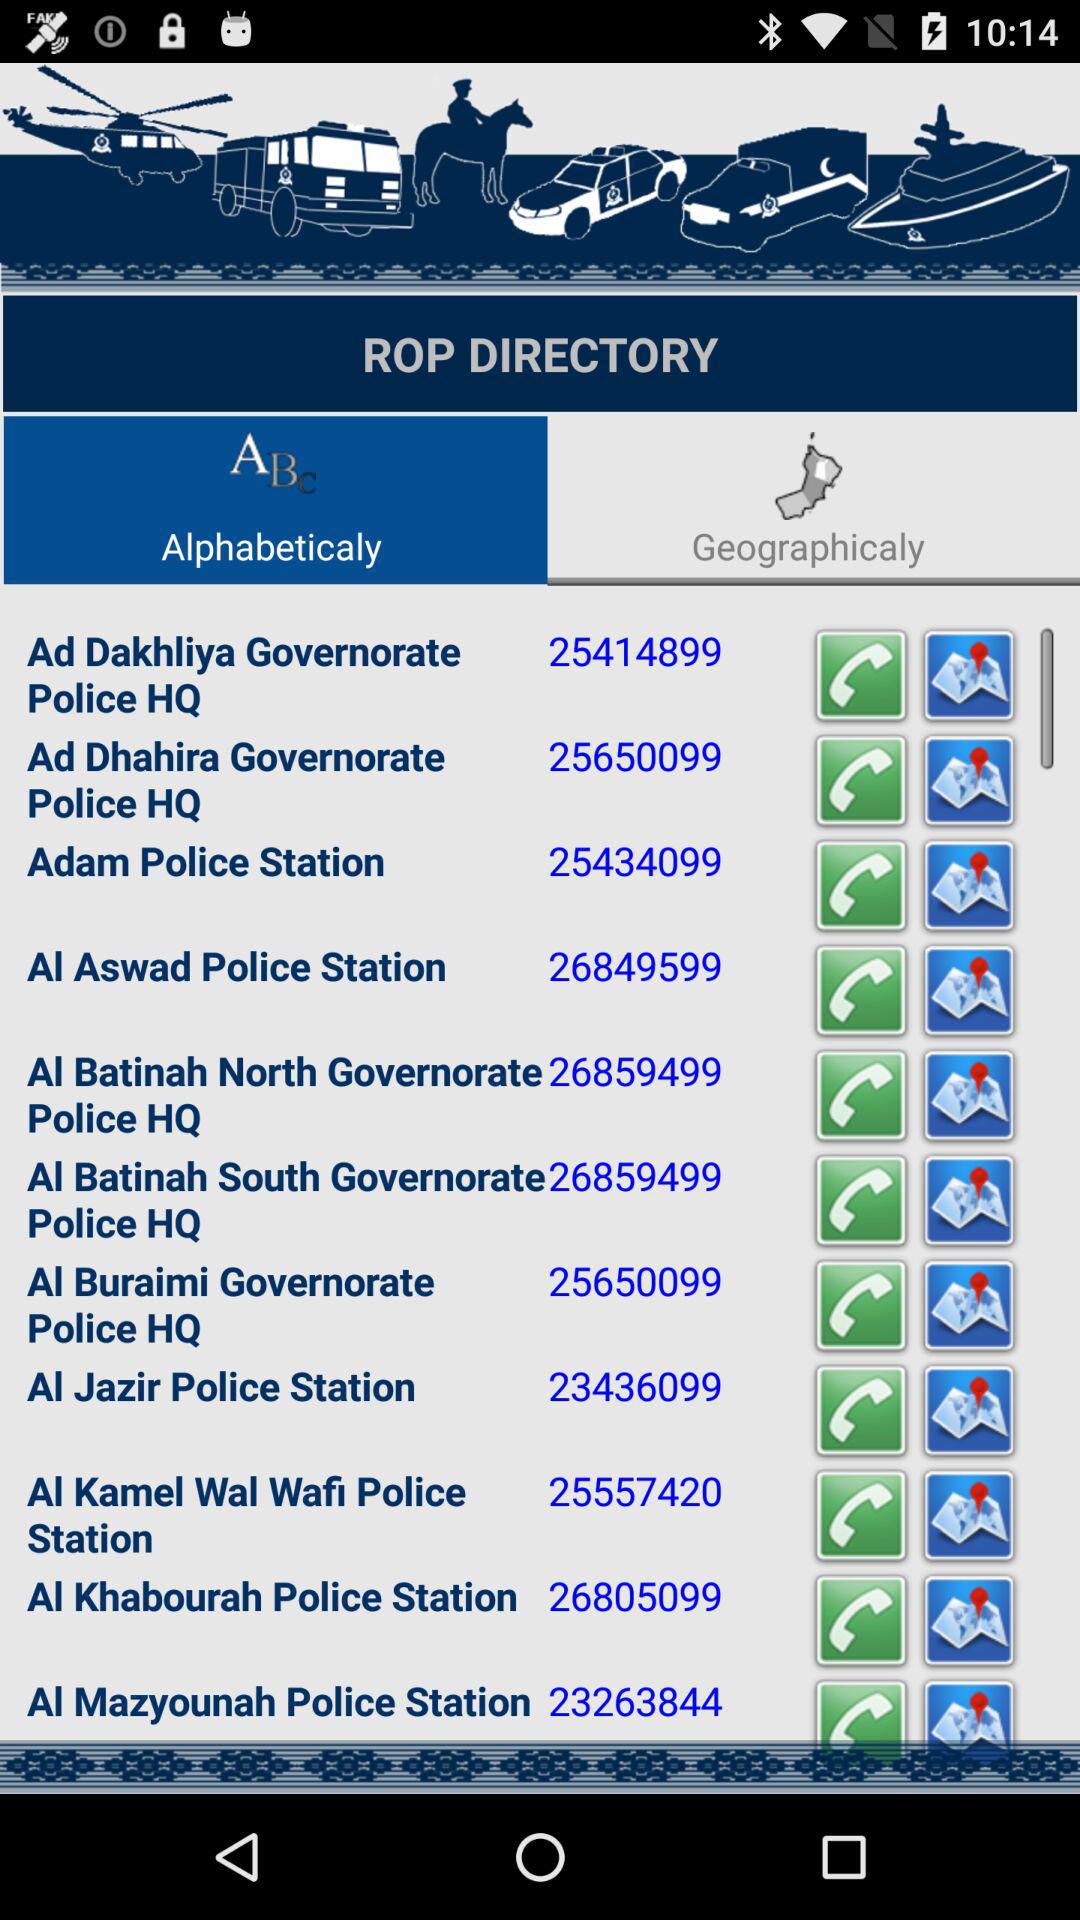 FAKE
10:14
ROP DIRECTORY
ABC
Alphabeticaly
Geographicaly
Ad Dakhliya Governorate 25414899
Police HQ
Ad Dhahira Governorate 25650099
Police HQ
Adam Police Station 25434099
Al Aswad Police Station 26849599
Al Batinah North Governorate 26859499
Police HQ
Al Batinah South Governorate 26859499
Police HQ
Al Buraimi Governorate 25650099
Police HQ
Al Jazir Police Station 23436099
Al Kamel Wal Wafi Police 25557420
Station
Al Khabourah Police Station 26805099
Al Mazyounah Police Station 23263844